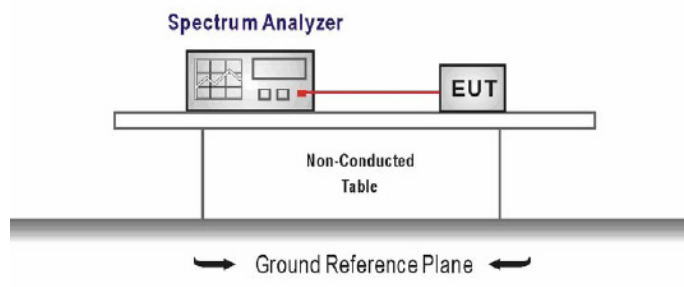 Spectrum Analyzer
EUT
Non-Conducted
Table
Ground Reference Plane